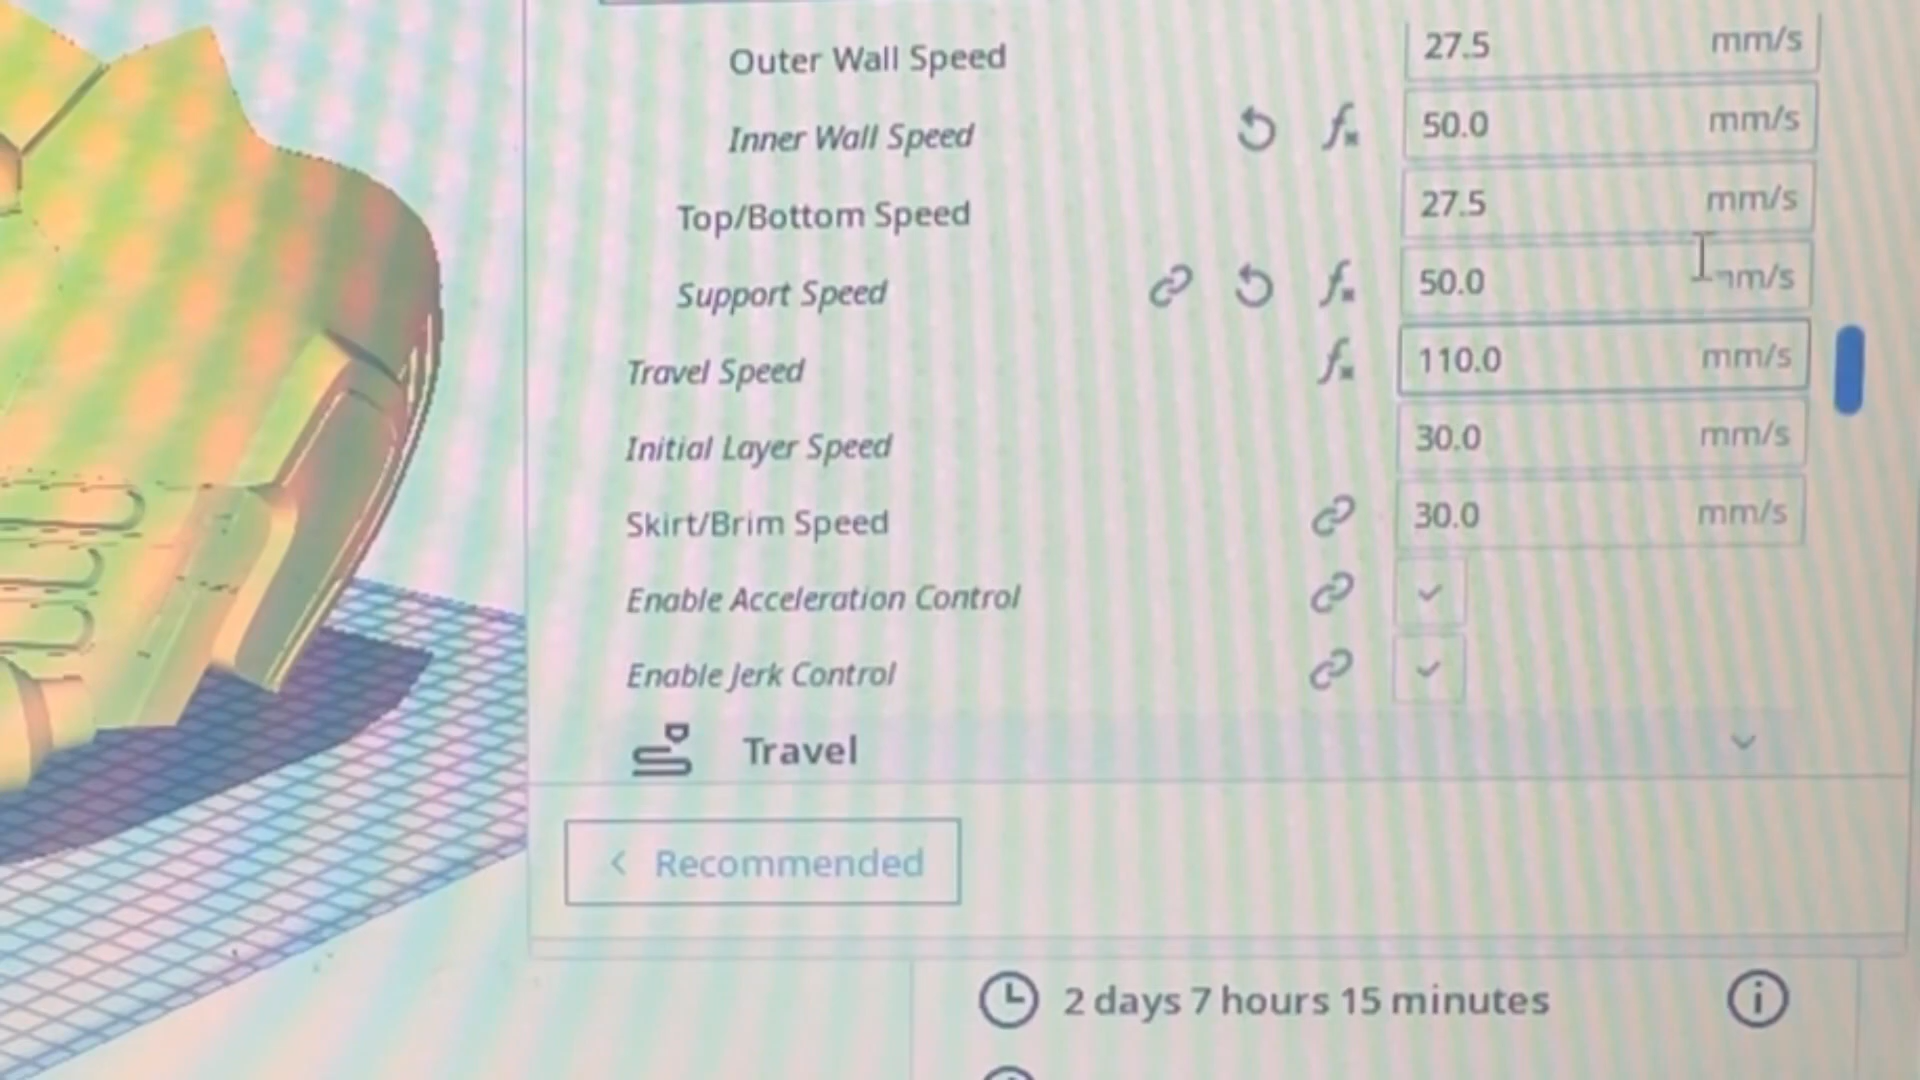 Outer Wall Speed 27.5 mm/s
Inner Wall Speed 50.0 mm/s
Top/Bottom Speed 27.5 mm/s
Support Speed 50.0 mm/s
Travel Speed 110.0 mm/s
Initial Layer Speed 30.0 mm/s
Skirt/Brim Speed 30.0 mm/s
Enable Acceleration Control
Enable Jerk Control
Travel
Recommended
2 days 7 hours 15 minutes